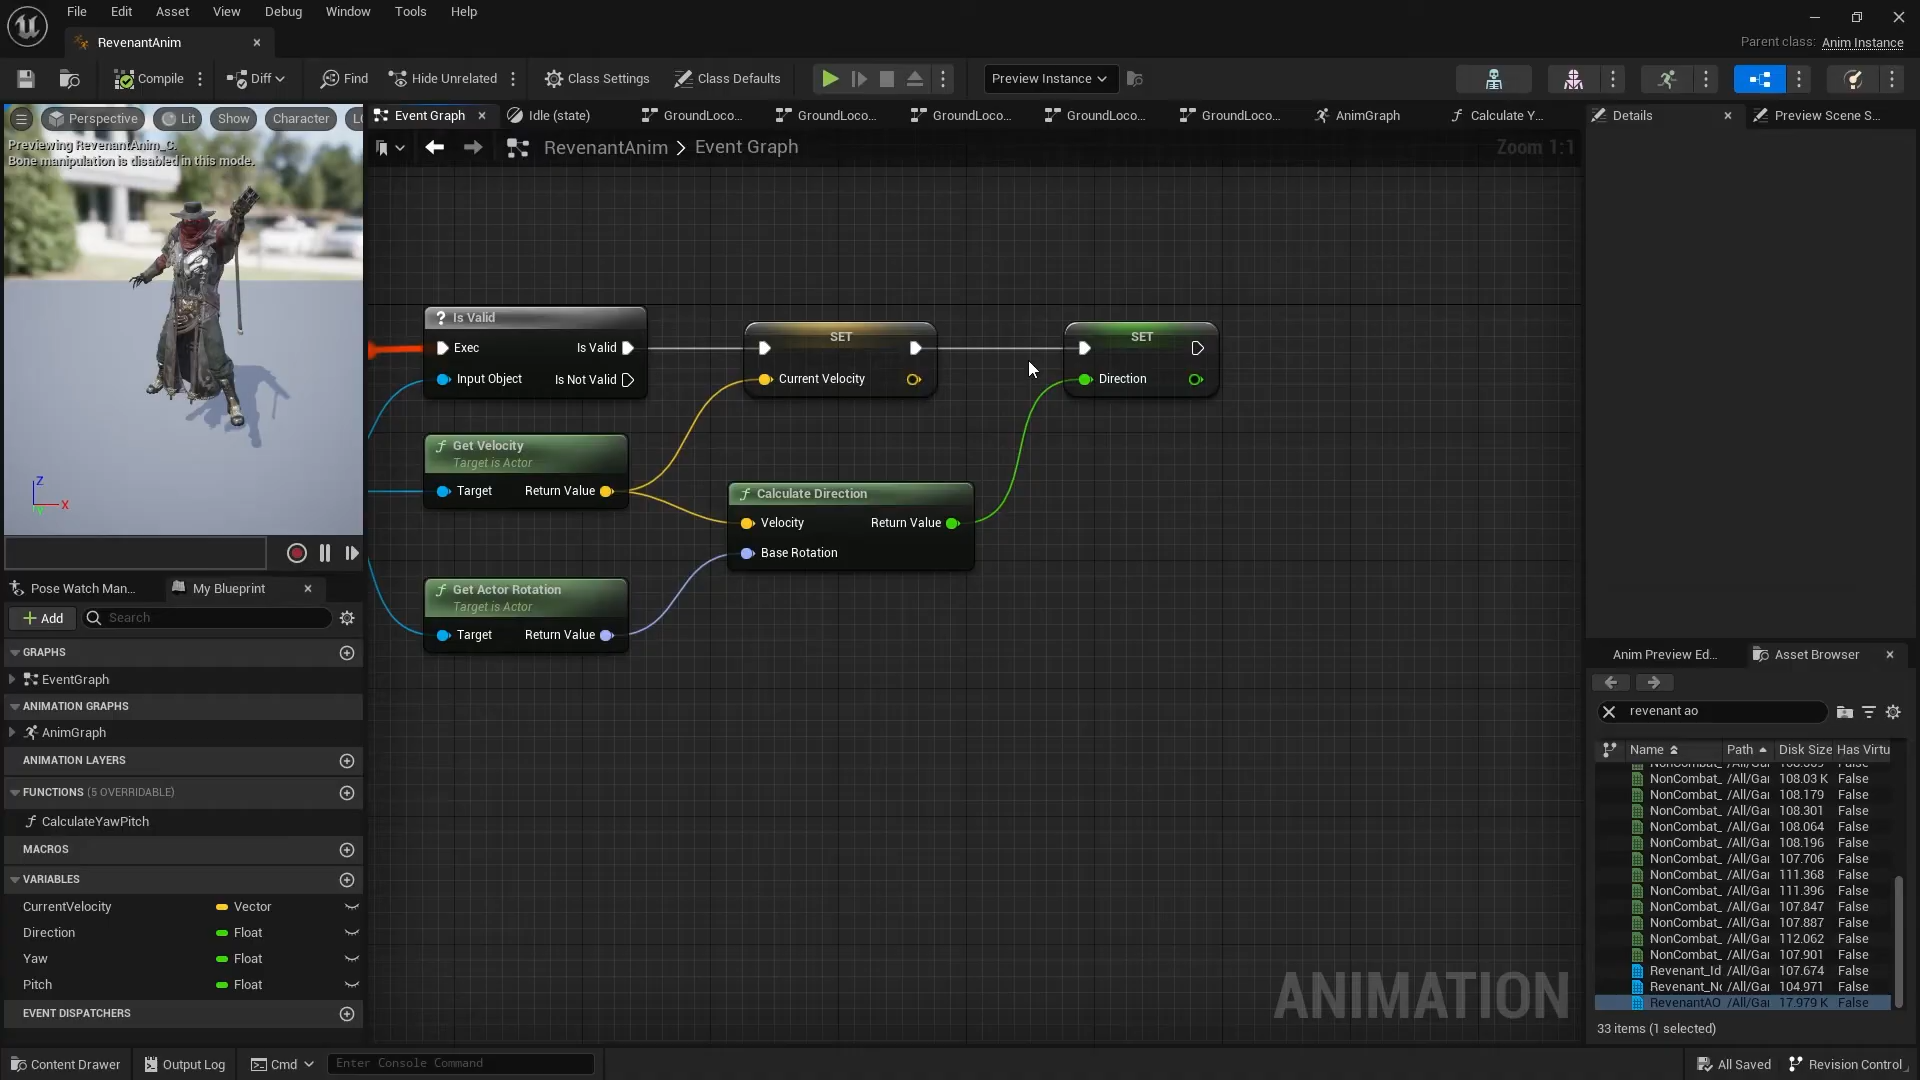 File Edit Asset View Debug Window Tools Help
RevenantAnim
Parent class: Anim Instance
Compile Diff Find Hide Unrelated Class Settings Class Defaults Preview Instance
Perspective Lit Show Character LO
Previewing RevenantAnim_C.
Bone manipulation is disabled in this mode.
Event Graph Idle (state) GroundLoco... GroundLoco... GroundLoco... GroundLoco... GroundLoco... AnimGraph Calculate Y...
RevenantAnim > Event Graph
Zoom 1:1
Details Preview Scene S...
? Is Valid
Exec Is Valid
Input Object Is Not Valid
SET
Current Velocity
SET
Direction
f Get Velocity
Target is Actor
Target Return Value
f Calculate Direction
Velocity Return Value
Base Rotation
f Get Actor Rotation
Target is Actor
Target Return Value
Z
X
Y
Pose Watch Man... My Blueprint
Add Search
GRAPHS
EventGraph
ANIMATION GRAPHS
AnimGraph
ANIMATION LAYERS
FUNCTIONS (5 OVERRIDABLE)
CalculateYawPitch
MACROS
VARIABLES
CurrentVelocity Vector
Direction Float
Yaw Float
Pitch Float
EVENT DISPATCHERS
ANIMATION
Anim Preview Ed... Asset Browser
revenant ao
Name Path Disk Size Has Virtu
NonCombat_ /All/Gai 108.03 K False
NonCombat_ /All/Gai 108.179 False
NonCombat_ /All/Gai 108.301 False
NonCombat_ /All/Gai 108.064 False
NonCombat_ /All/Gai 108.196 False
NonCombat_ /All/Gai 107.706 False
NonCombat_ /All/Gai 111.368 False
NonCombat_ /All/Gai 111.396 False
NonCombat_ /All/Gai 107.847 False
NonCombat_ /All/Gai 107.887 False
NonCombat_ /All/Gai 112.062 False
NonCombat_ /All/Gai 107.901 False
Revenant_Id /All/Gai 107.674 False
Revenant_No /All/Gai 104.971 False
RevenantAO /All/Gai 17.979 K False
33 items (1 selected)
Content Drawer Output Log Cmd Enter Console Command
All Saved Revision Control